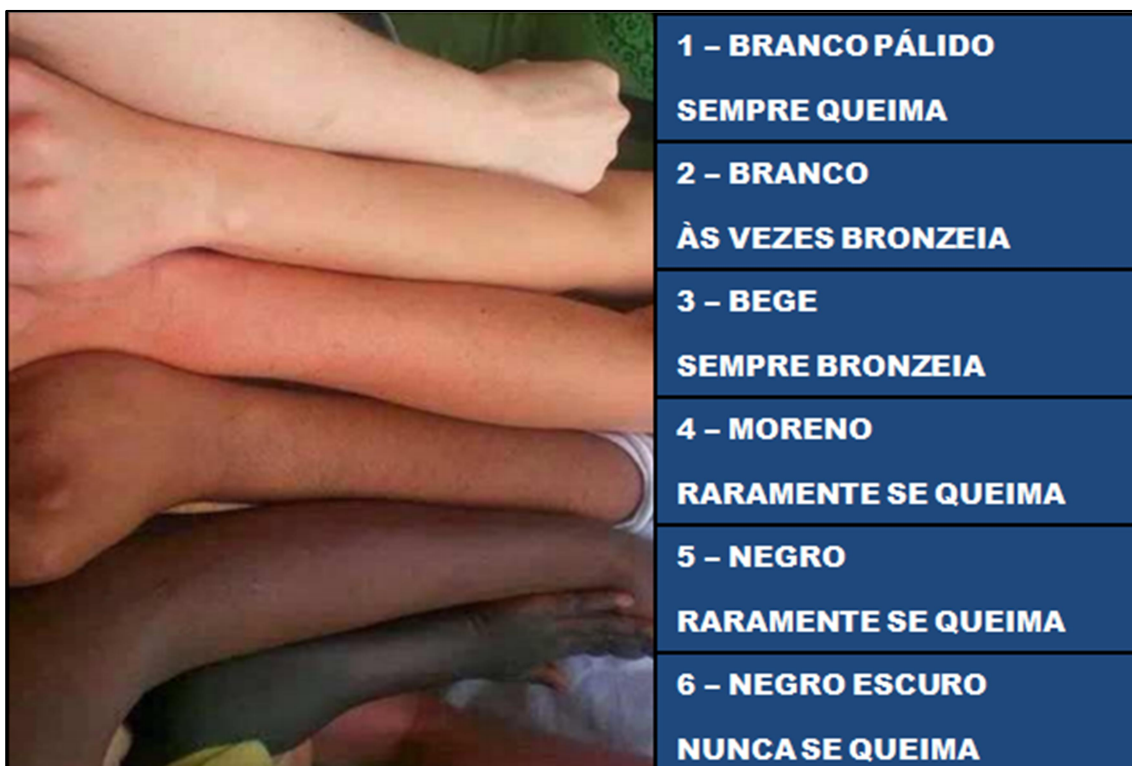 1 – BRANCO PÁLIDO
SEMPRE QUEIMA
2 – BRANCO
ÀS VEZES BRONZEIA
3 – BEGE
SEMPRE BRONZEIA
4 – MORENO
RARAMENTE SE QUEIMA
5 – NEGRO
RARAMENTE SE QUEIMA
6 – NEGRO ESCURO
NUNCA SE QUEIMA